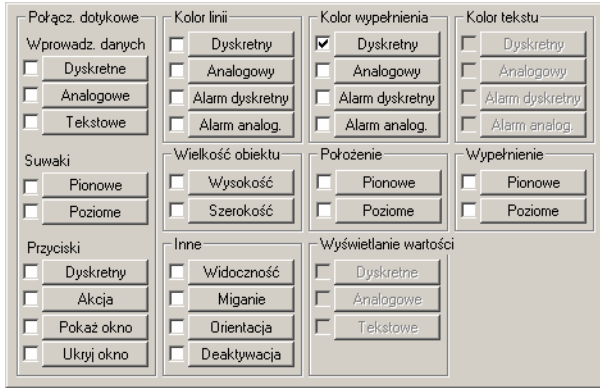 Połącz. dotykowe
Wprowadz. danych
Dyskretne
Analogowe
Tekstowe
Suwaki
Pionowe
Poziome
Przyciski
Dyskretny
Akcja
Pokaż okno
Ukryj okno
Kolor linii
Dyskretny
Analogowy
Alarm dyskretny
Alarm analog.
Kolor wypełnienia
Dyskretny
Analogowy
Alarm dyskretny
Alarm analog.
Kolor tekstu
Dyskretny
Analogowy
Alarm dyskretny
Alarm analog.
Wielkość obiektu
Wysokość
Szerokość
Położenie
Pionowe
Poziome
Wypełnienie
Pionowe
Poziome
Inne
Widoczność
Miganie
Orientacja
Deaktywacja
Wyświetlanie wartości
Dyskretne
Analogowe
Tekstowe